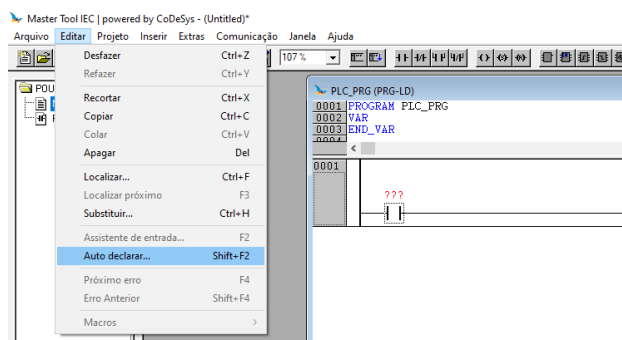 Master Tool IEC | powered by CoDeSys - (Untitled)*
Arquivo Editar Projeto Inserir Extras Comunicação Janela Ajuda
107 %
Desfazer Ctrl+Z
Refazer Ctrl+Y
Recortar Ctrl+X
Copiar Ctrl+C
Colar Ctrl+V
Apagar Del
Localizar... Ctrl+F
Localizar próximo F3
Substituir... Ctrl+H
Assistente de entrada... F2
Auto declarar... Shift+F2
Próximo erro F4
Erro Anterior Shift+F4
Macros
POU
PLC_PRG (PRG-LD)
0001 PROGRAM PLC_PRG
0002 VAR
0003 END_VAR
0004
0001
???